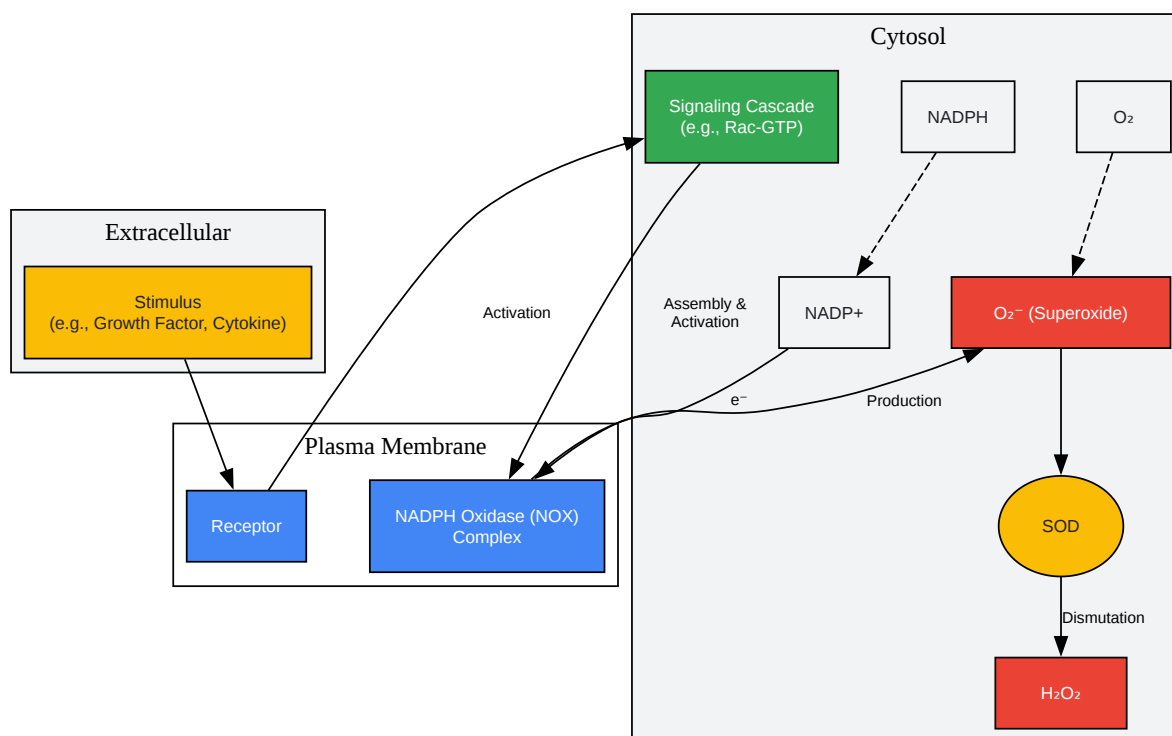 Cytosol
Signaling Cascade
(e.g., Rac-GTP)
NADPH
O₂
Extracellular
Stimulus
(e.g., Growth Factor, Cytokine)
Activation
Assembly &
Activation
NADP+
O₂⁻ (Superoxide)
e⁻
Production
Plasma Membrane
Receptor
NADPH Oxidase (NOX)
Complex
SOD
Dismutation
H₂O₂